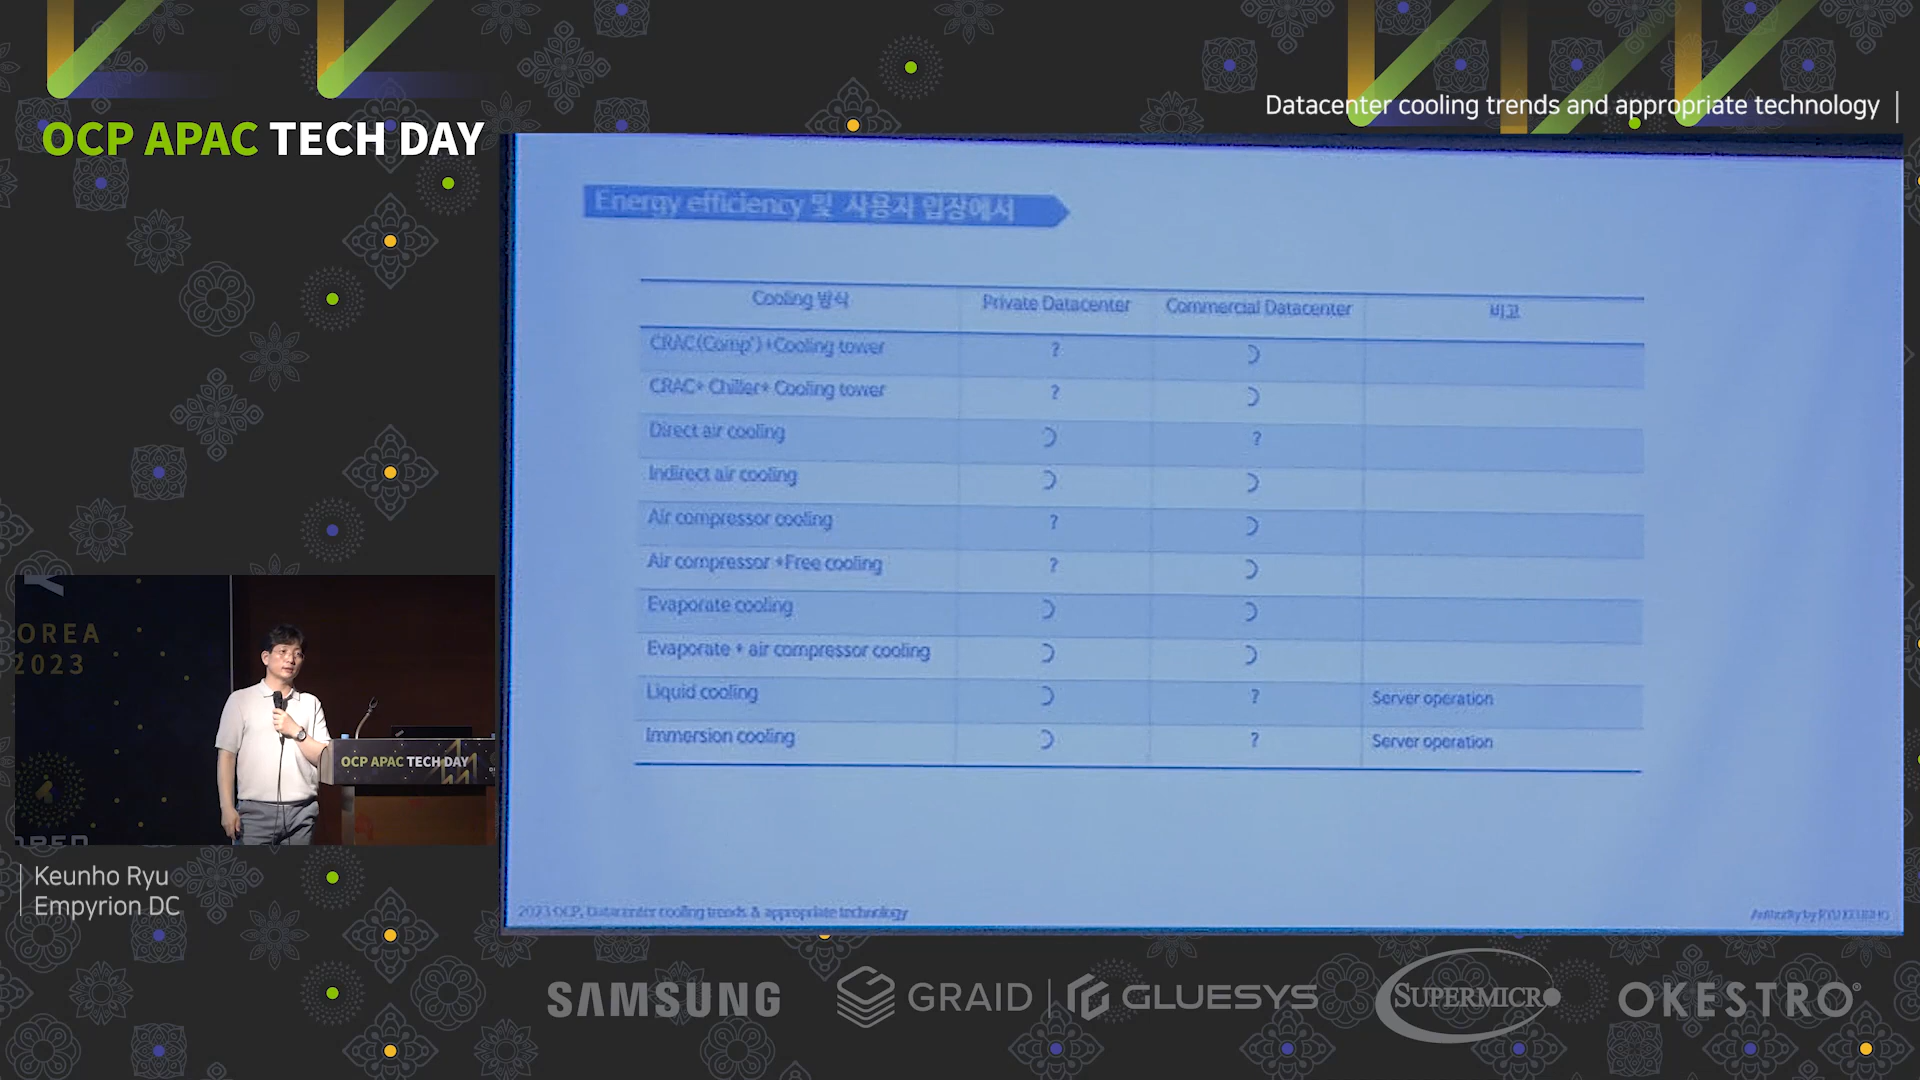 OCP APAC TECH DAY
Datacenter cooling trends and appropriate technology
Energy efficiency 및 사용자 입장에서
Cooling 방식 Private Datacenter Commercial Datacenter 비고
CRAC(Comp')+Cooling tower ?
CRAC+ Chiller+ Cooling tower ?
Direct air cooling ?
Indirect air cooling
Air compressor cooling ?
Air compressor +Free cooling ?
Evaporate cooling
Evaporate + air compressor cooling
Liquid cooling ? Server operation
Immersion cooling ? Server operation
2023 OCP, Datacenter cooling trends & appropriate technology
Authority by RYU KEUNHO
OREA
2023
OCP APAC TECH DAY
Keunho Ryu
Empyrion DC
SAMSUNG GRAID GLUESYS SUPERMICRO OKESTRO